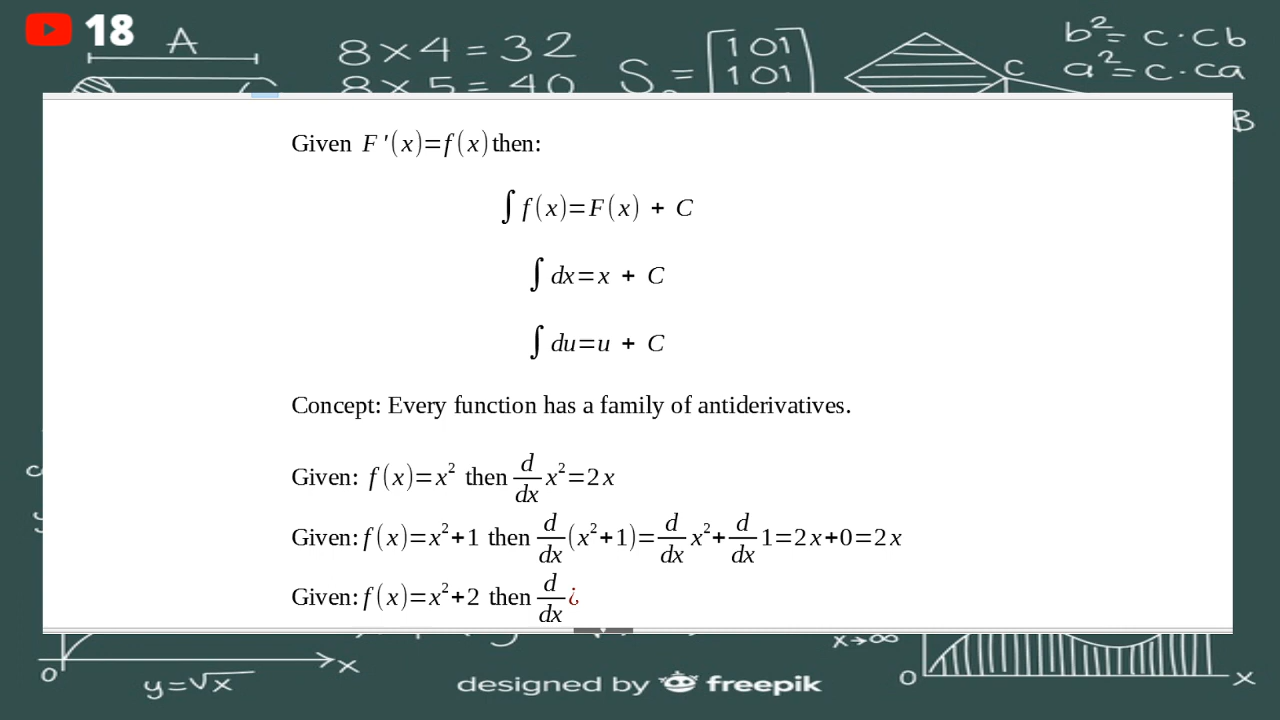 18
A
8 x 4 = 32
8 x 5 = 40
S = [101
101]
C
b² = c · cb
a² = c · ca
B
Given F ′(x)=f(x) then:
∫ f(x)=F(x) + C
∫ dx=x + C
∫ du=u + C
Concept: Every function has a family of antiderivatives.
Given: f(x)=x² then d/dx x²=2x
Given: f(x)=x²+1 then d/dx (x²+1)= d/dx x²+ d/dx 1=2x+0=2x
Given: f(x)=x²+2 then d/dx ¿
x→∞
0
x
y=√x
designed by freepik
0
x